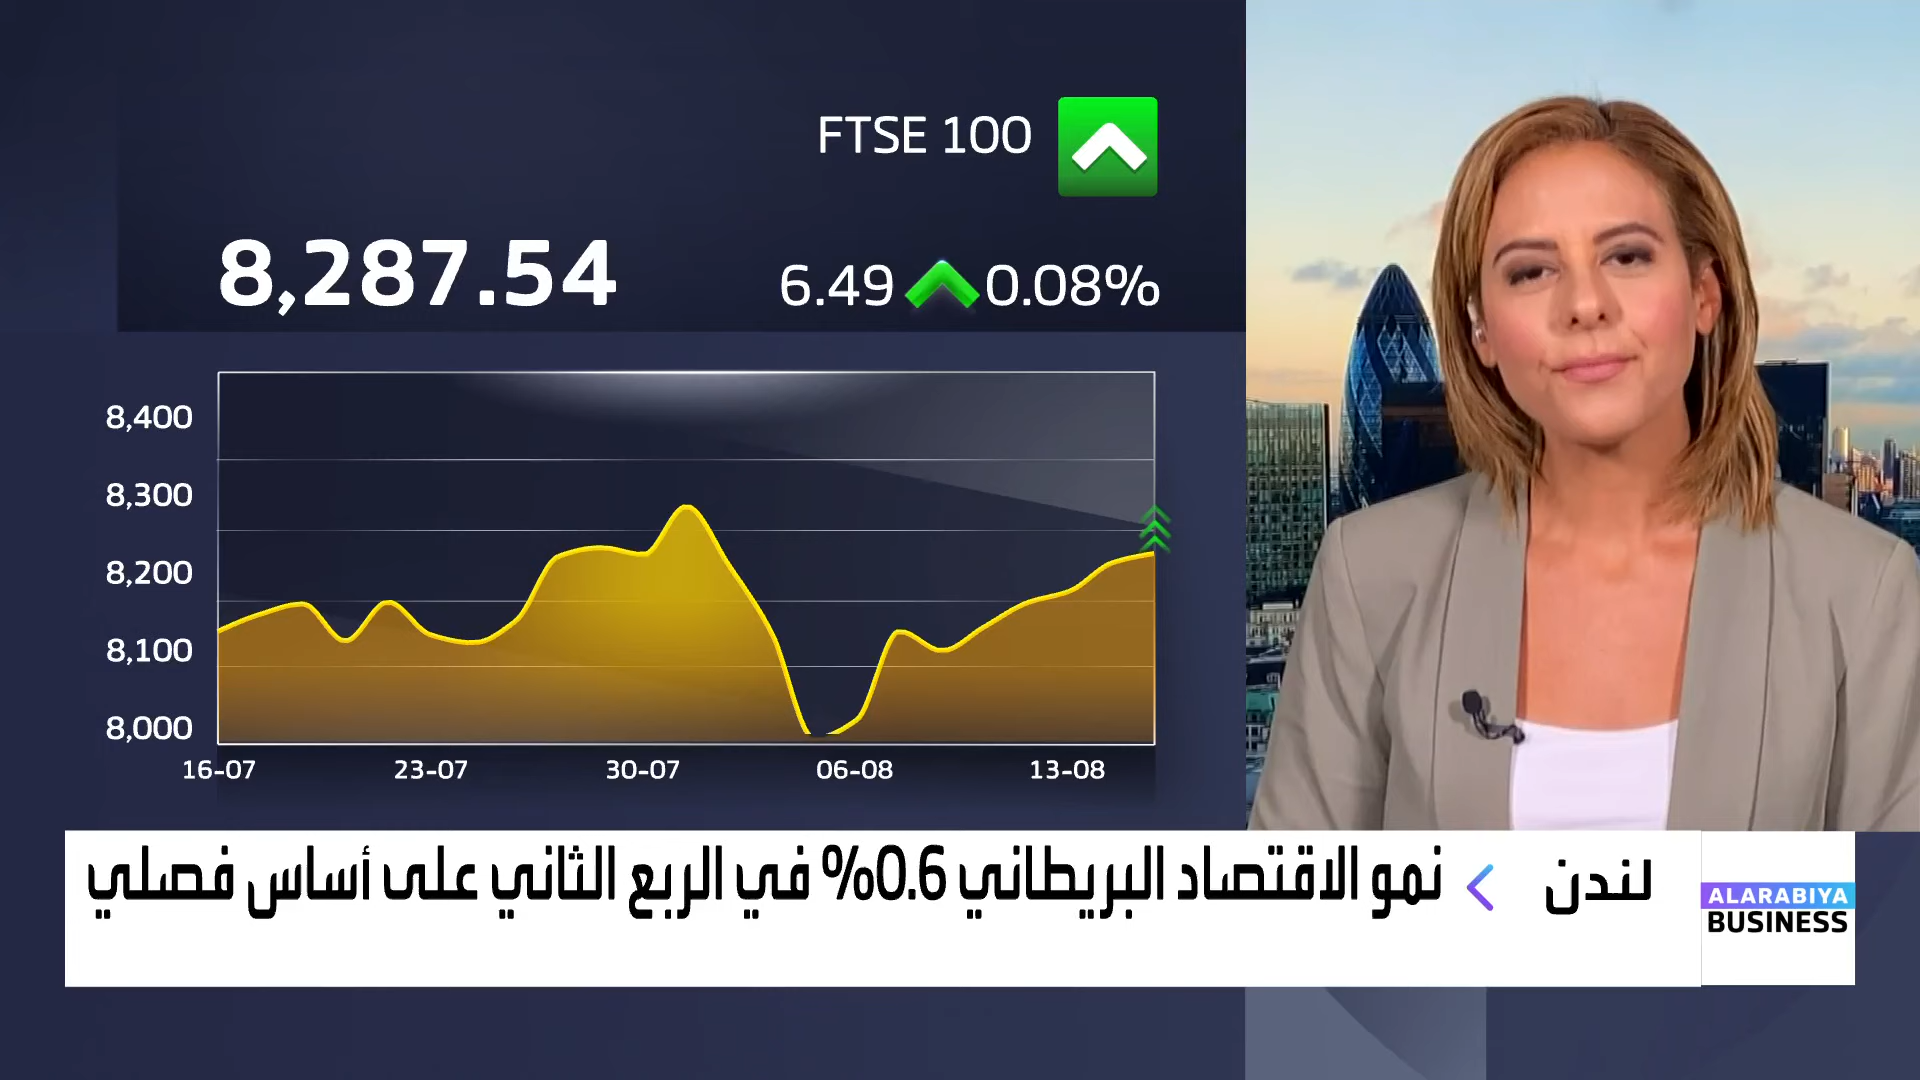 FTSE 100
8,287.54
6.49 0.08%
8,400
8,300
8,200
8,100
8,000
16-07 23-07 30-07 06-08 13-08
لندن نمو الاقتصاد البريطاني 0.6% في الربع الثاني على أساس فصلي
ALARABIYA
BUSINESS